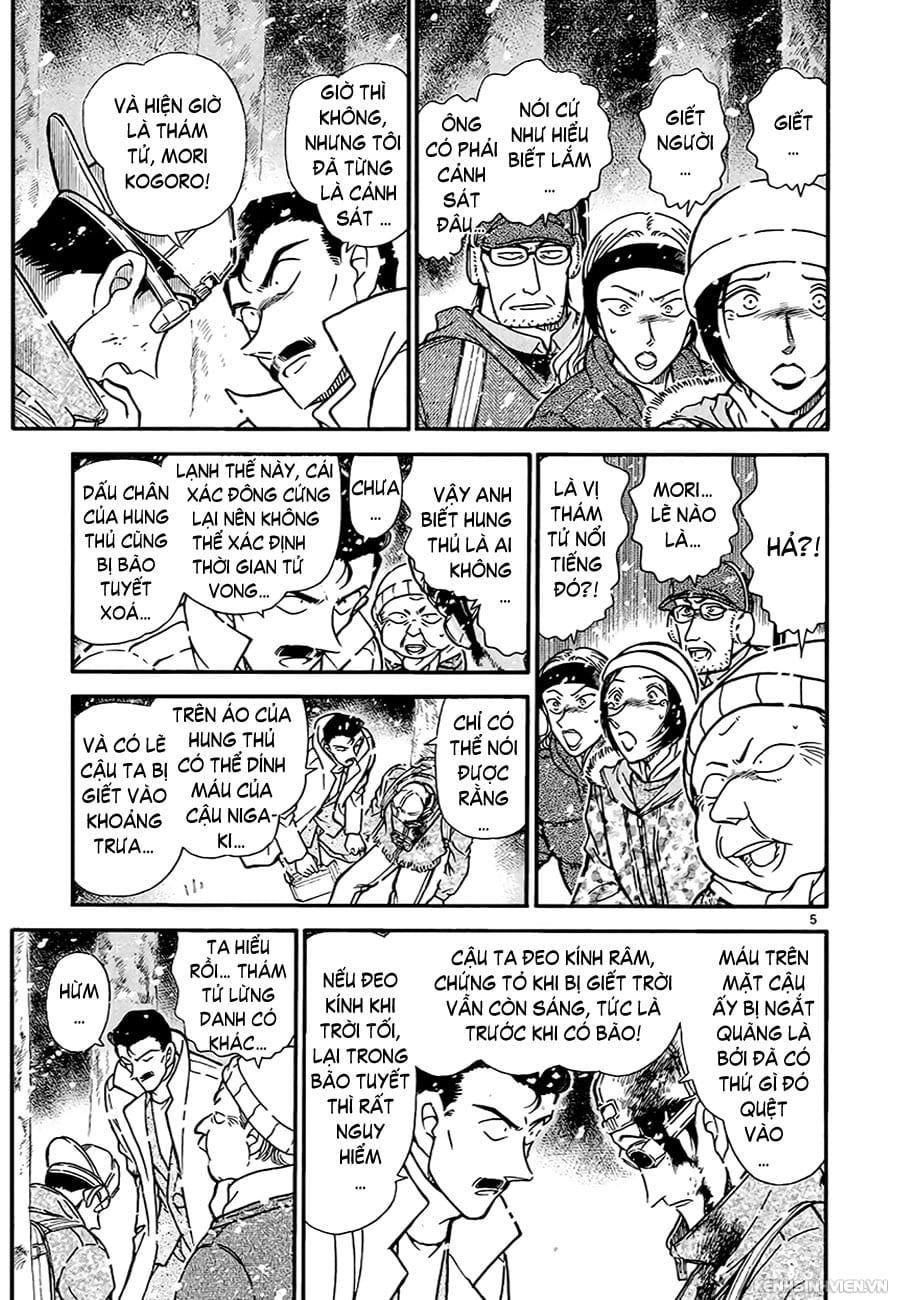 GIẾT
...
GIẾT
NGƯỜI
...
NÓI CỨ
NHƯ HIỂU
BIẾT LẮM
...
ÔNG
CÓ PHẢI
CẢNH
SÁT
ĐÂU...
GIỜ THÌ
KHÔNG,
NHƯNG TÔI
ĐÃ TỪNG
LÀ CẢNH
SÁT ...
VÀ HIỆN GIỜ
LÀ THÁM
TỬ, MORI
KOGORO!
HẢ?!
MORI...
LẼ NÀO
LÀ...
LÀ VỊ
THÁM
TỬ NỔI
TIẾNG
ĐÓ?!
VẬY ANH
BIẾT HUNG
THỦ LÀ AI
KHÔNG
...
CHƯA
...
LẠNH THẾ NÀY, CÁI
XÁC ĐÔNG CỨNG
LẠI NÊN KHÔNG
THỂ XÁC ĐỊNH
THỜI GIAN TỬ
VONG...
DẤU CHÂN
CỦA HUNG
THỦ CŨNG
BỊ BÃO
TUYẾT
XOÁ...
CHỈ CÓ
THỂ NÓI
ĐƯỢC
RẰNG
...
TRÊN ÁO CỦA
HUNG THỦ
CÓ THỂ DÍNH
MÁU CỦA
CẬU NIGA-
KI...
VÀ CÓ LẼ
CẬU TA BỊ
GIẾT VÀO
KHOẢNG
TRƯA...
5
MÁU TRÊN
MẶT CẬU
ẤY BỊ NGẮT
QUÃNG LÀ
BỞI ĐÃ CÓ
THỨ GÌ ĐÓ
QUỆT
VÀO
...
CẬU TA ĐEO KÍNH RÂM,
CHỨNG TỎ KHI BỊ GIẾT TRỜI
VẪN CÒN SÁNG, TỨC LÀ
TRƯỚC KHI CÓ BÃO!
NẾU ĐEO
KÍNH KHI
TRỜI TỐI,
LẠI TRONG
BÃO TUYẾT
THÌ RẤT
NGUY
HIỂM
...
TA HIỂU
RỒI... THÁM
TỬ LỪNG
DANH CÓ
KHÁC...
HỪM
...
KENHSINHVIEN.VN